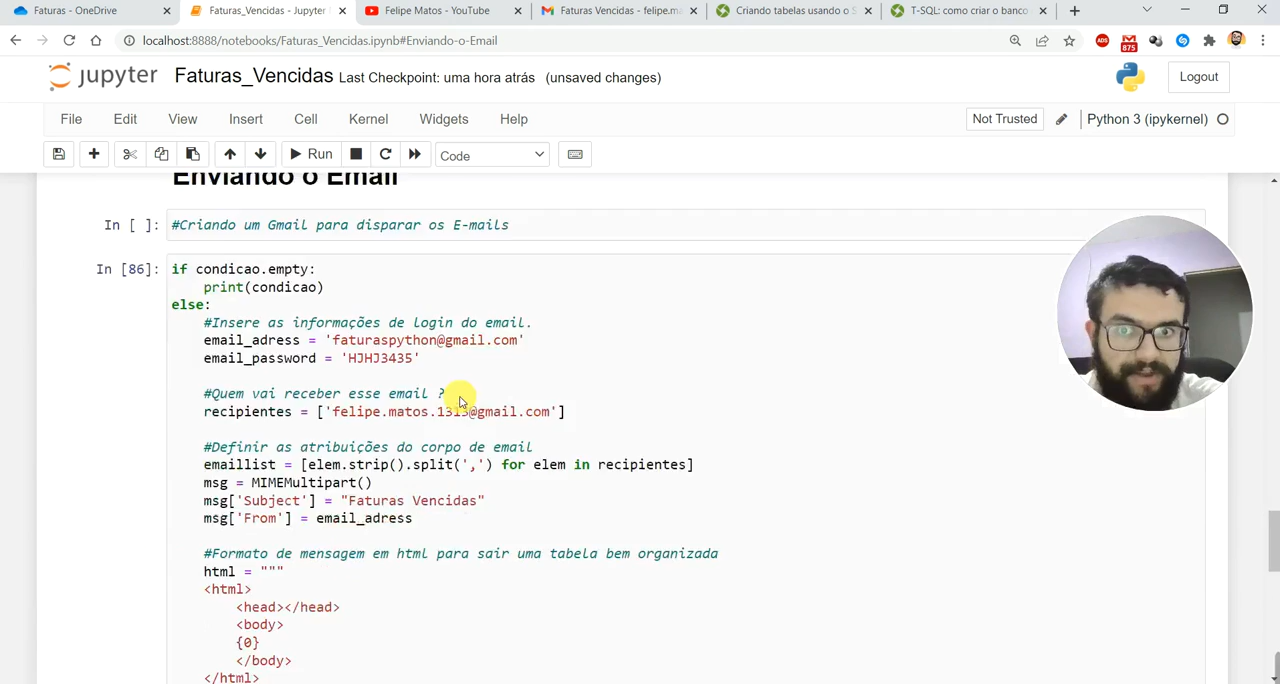 Faturas - OneDrive
Faturas_Vencidas - Jupyter
Felipe Matos - YouTube
Faturas Vencidas - felipe.ma
Criando tabelas usando o S
T-SQL: como criar o banco
localhost:8888/notebooks/Faturas_Vencidas.ipynb#Enviando-o-Email
ADS
875
jupyter Faturas_Vencidas Last Checkpoint: uma hora atrás (unsaved changes)
Logout
File Edit View Insert Cell Kernel Widgets Help
Not Trusted
Python 3 (ipykernel)
Run
Code
Enviando o Email
In [ ]: #Criando um Gmail para disparar os E-mails
In [86]: if condicao.empty:
print(condicao)
else:
#Insere as informações de login do email.
email_adress = 'faturaspython@gmail.com'
email_password = 'HJHJ3435'
#Quem vai receber esse email ?
recipientes = ['felipe.matos.1313@gmail.com']
#Definir as atribuições do corpo de email
emaillist = [elem.strip().split(',') for elem in recipientes]
msg = MIMEMultipart()
msg['Subject'] = "Faturas Vencidas"
msg['From'] = email_adress
#Formato de mensagem em html para sair uma tabela bem organizada
html = """
<html>
<head></head>
<body>
{0}
</body>
</html>